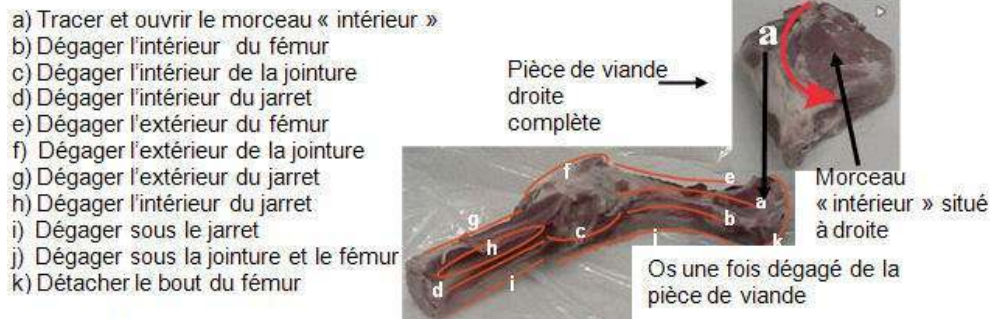 a) Tracer et ouvrir le morceau « intérieur »
b) Dégager l'intérieur du fémur
c) Dégager l'intérieur de la jointure
d) Dégager l'intérieur du jarret
e) Dégager l'extérieur du fémur
f) Dégager l'extérieur de la jointure
g) Dégager l'extérieur du jarret
h) Dégager l'intérieur du jarret
i) Dégager sous le jarret
j) Dégager sous la jointure et le fémur
k) Détacher le bout du fémur
Pièce de viande
droite
complète
a
Morceau
« intérieur » situé
à droite
f
e
a
g
b
c
j
k
h
d
i
Os une fois dégagé de la
pièce de viande